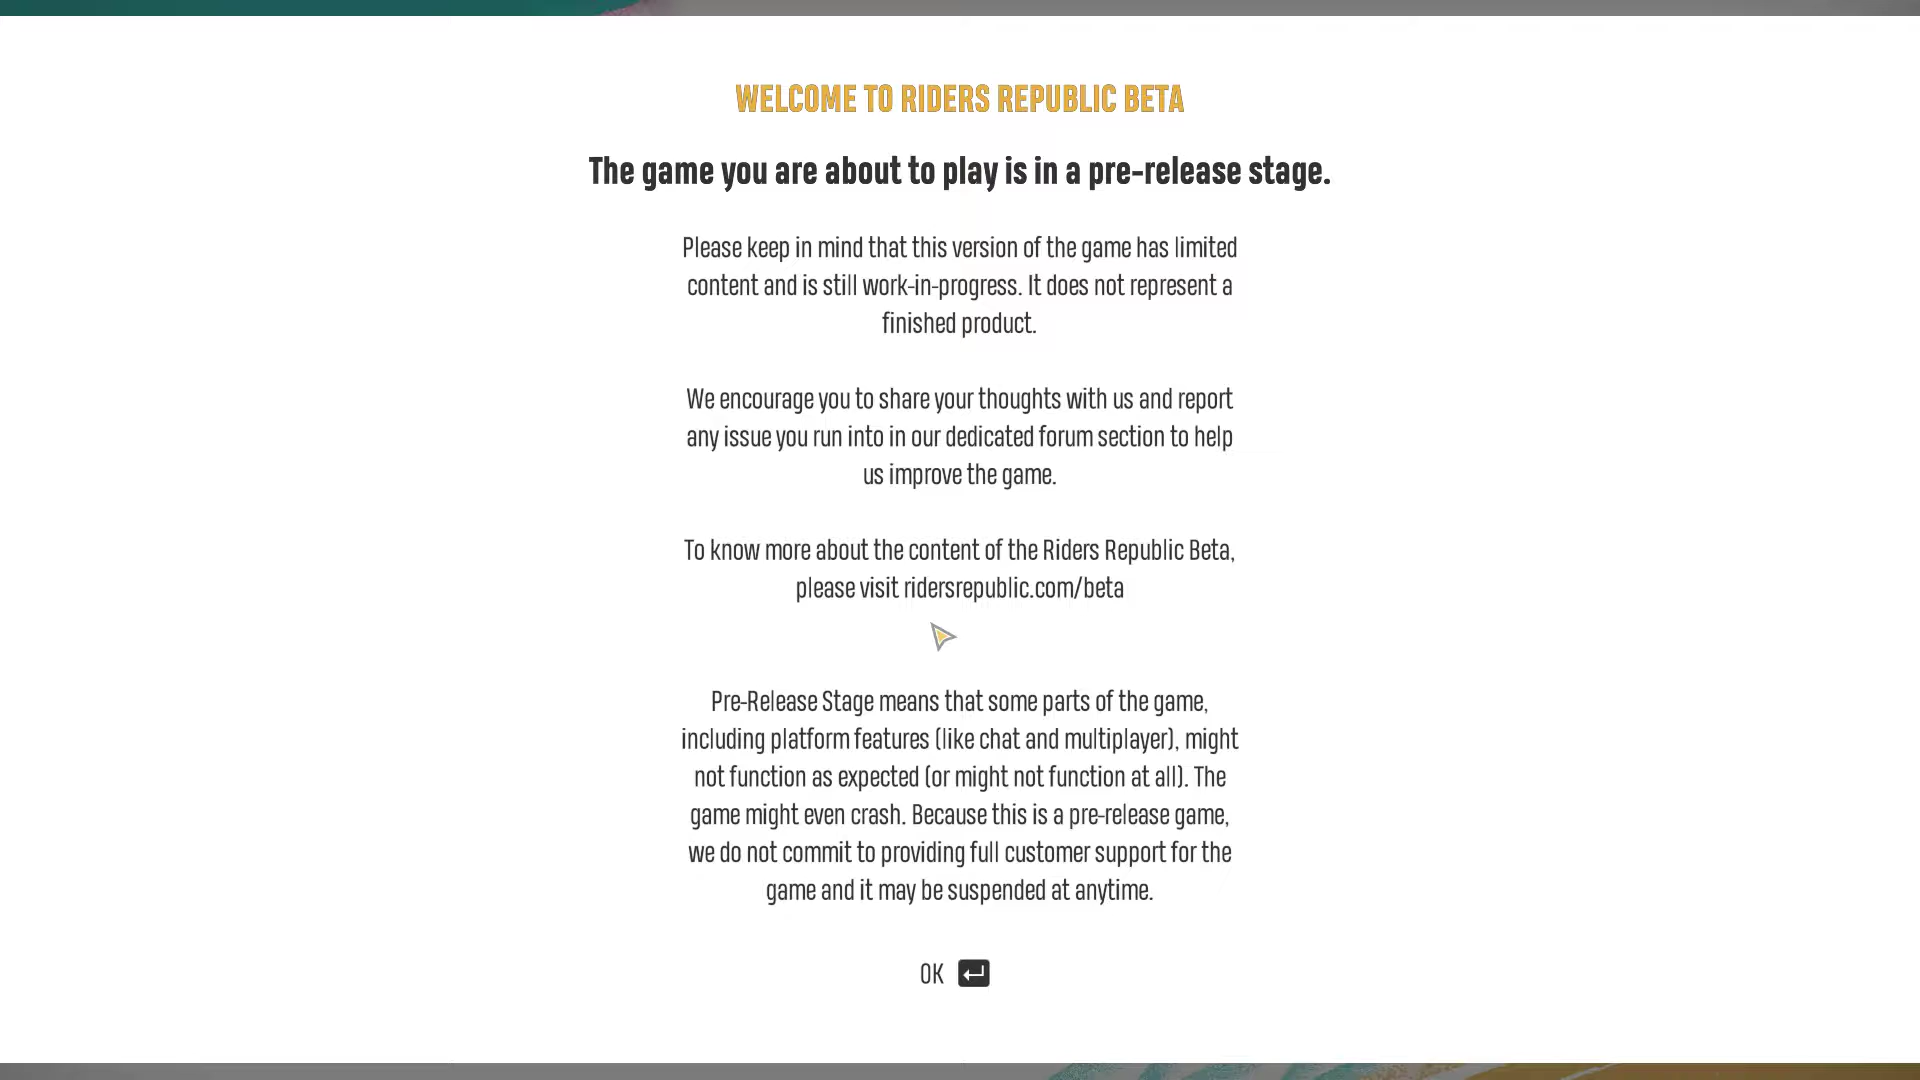 WELCOME TO RIDERS REPUBLIC BETA
The game you are about to play is in a pre-release stage.
Please keep in mind that this version of the game has limited
content and is still work-in-progress. It does not represent a
finished product.
We encourage you to share your thoughts with us and report
any issue you run into in our dedicated forum section to help
us improve the game.
To know more about the content of the Riders Republic Beta,
please visit ridersrepublic.com/beta
Pre-Release Stage means that some parts of the game,
including platform features (like chat and multiplayer), might
not function as expected (or might not function at all). The
game might even crash. Because this is a pre-release game,
we do not commit to providing full customer support for the
game and it may be suspended at anytime.
OK